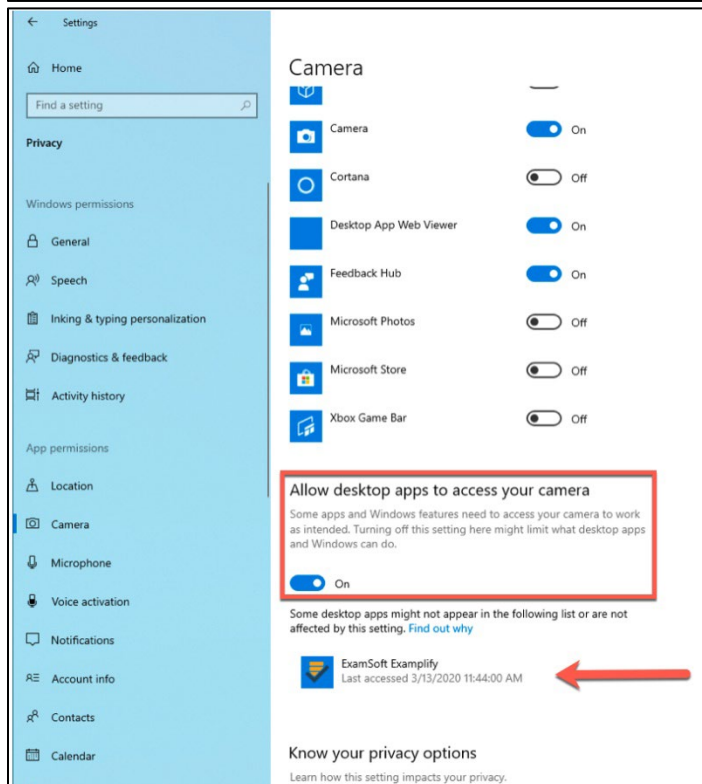 Settings
Home
Find a setting
Privacy
Windows permissions
General
Speech
Inking & typing personalization
Diagnostics & feedback
Activity history
App permissions
Location
Camera
Microphone
Voice activation
Notifications
Account info
Contacts
Calendar
Camera
Camera On
Cortana Off
Desktop App Web Viewer On
Feedback Hub On
Microsoft Photos Off
Microsoft Store Off
Xbox Game Bar Off
Allow desktop apps to access your camera
Some apps and Windows features need to access your camera to work
as intended. Turning off this setting here might limit what desktop apps
and Windows can do.
On
Some desktop apps might not appear in the following list or are not
affected by this setting. Find out why
ExamSoft Examplify
Last accessed 3/13/2020 11:44:00 AM
Know your privacy options
Learn how this setting impacts your privacy.